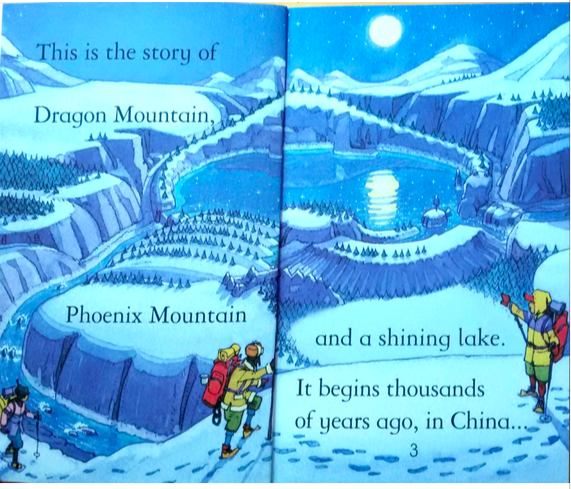 This is the story of
Dragon Mountain,
Phoenix Mountain
and a shining lake.
It begins thousands
of years ago, in China...
3